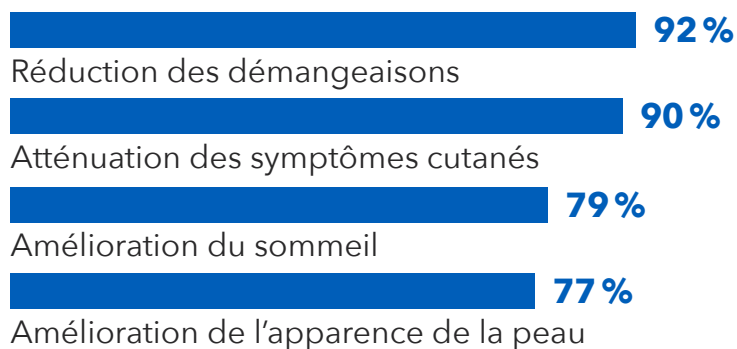 92 %
Réduction des démangeaisons
90 %
Atténuation des symptômes cutanés
79 %
Amélioration du sommeil
77 %
Amélioration de l’apparence de la peau